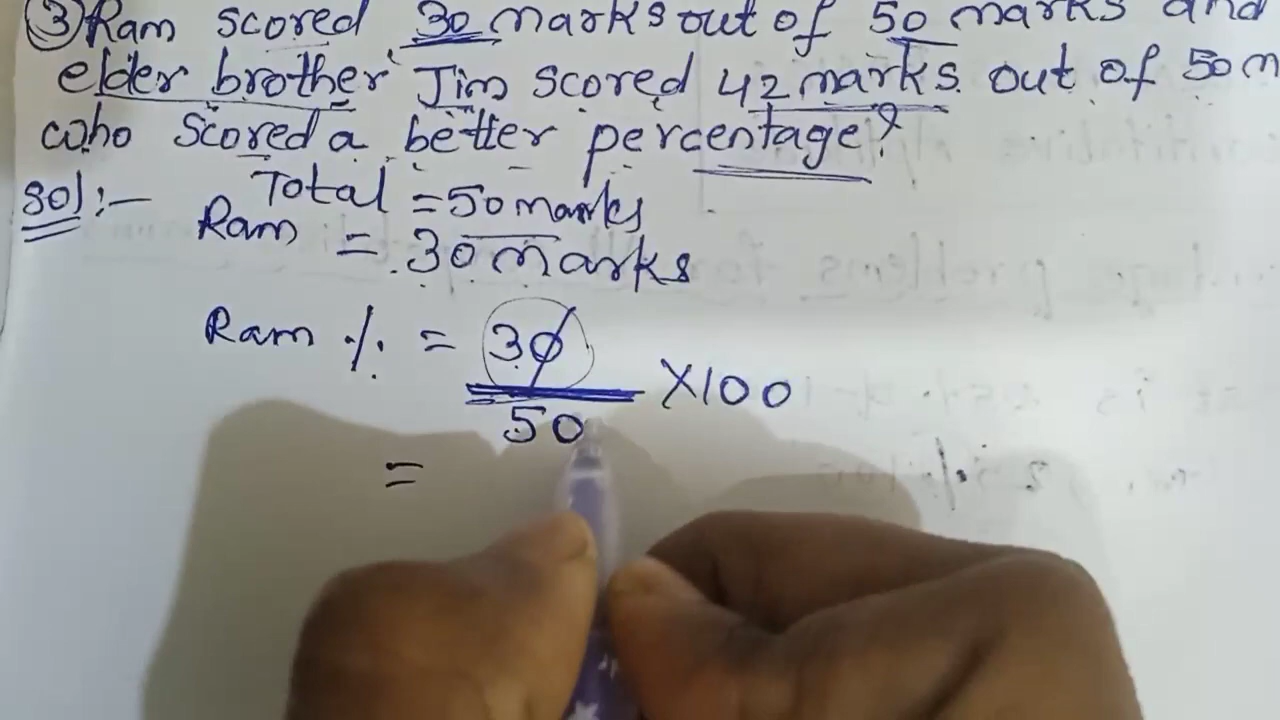 ③ Ram scored 30 marks out of 50 marks and
elder brother Jim scored 42 marks out of 50 m
who scored a better percentage?
Sol:- Total = 50 marks
Ram = 30 marks
Ram % = 30/50 × 100
=